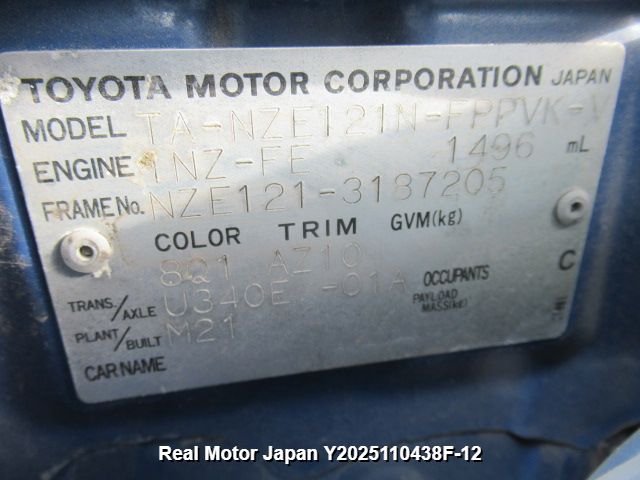 TOYOTA MOTOR CORPORATION JAPAN
MODEL TA-NZE121N-FPPVK-V
ENGINE 1NZ-FE 1496 mL
FRAME No. NZE121-3187205
COLOR TRIM GVM(kg)
8Q1 AZ10 C
TRANS./AXLE U340E -01A OCCUPANTS PAYLOAD MASS(kg)
PLANT/BUILT M21
CAR NAME
Real Motor Japan Y2025110438F-12